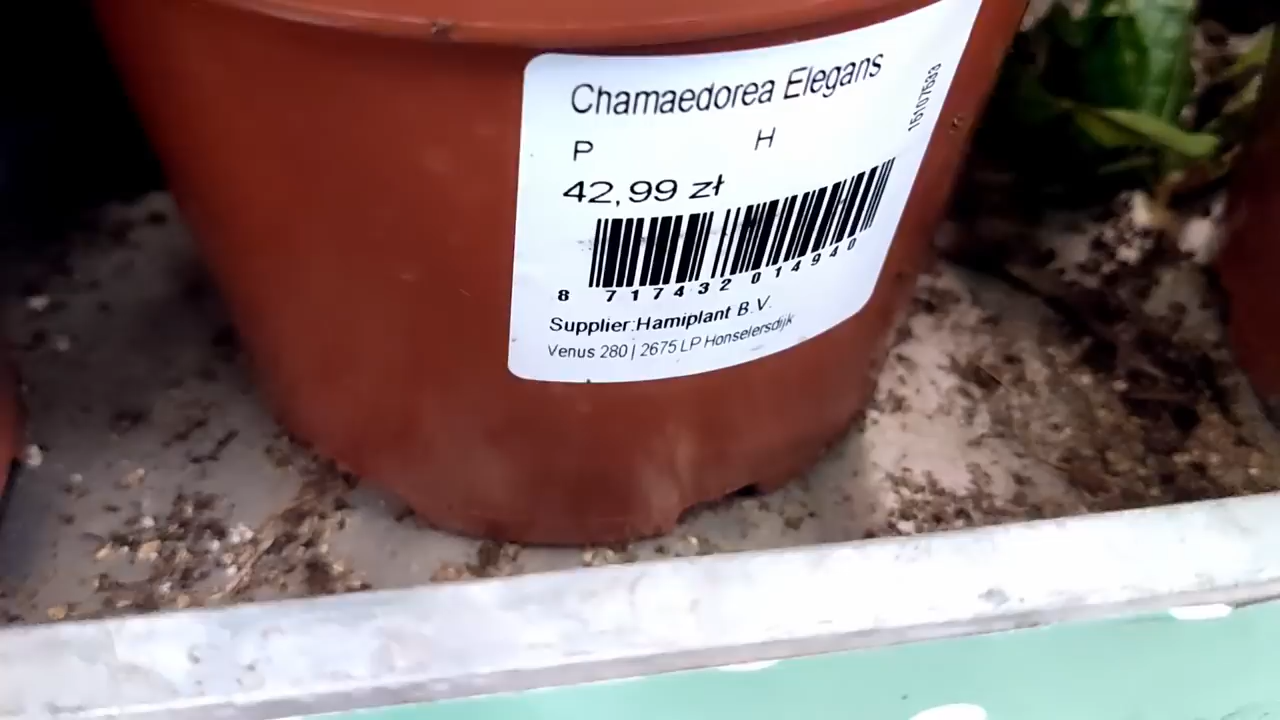 Chamaedorea Elegans
P H
42,99 zł
8 717432 014940
Supplier:Hamiplant B.V.
Venus 280 | 2675 LP Honselersdijk